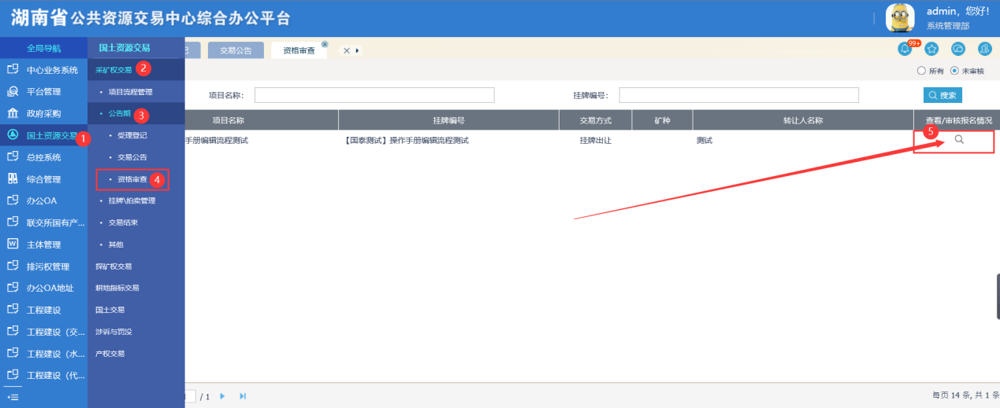 湖南省公共资源交易中心综合办公平台
admin，您好!
系统管理部
全局导航
中心业务系统
平台管理
政府采购
国土资源交易 1
总控系统
综合管理
办公OA
联交所国有产...
主体管理
排污权管理
办公OA地址
工程建设
工程建设（交...
工程建设（水...
工程建设（代...
国土资源交易
采矿权交易 2
项目流程管理
公告期 3
受理登记
交易公告
资格审查 4
挂牌\拍卖管理
交易结束
其他
探矿权交易
耕地指标交易
国土交易
涉诉与罚没
产权交易
交易公告 资格审查
99+
所有 未审核
项目名称: 挂牌编号: 搜索
项目名称 挂牌编号 交易方式 矿种 转让人名称 查看/审核报名情况
手册编辑流程测试 【国泰测试】操作手册编辑流程测试 挂牌出让 测试 5
/ 1
每页 14 条, 共 1 条